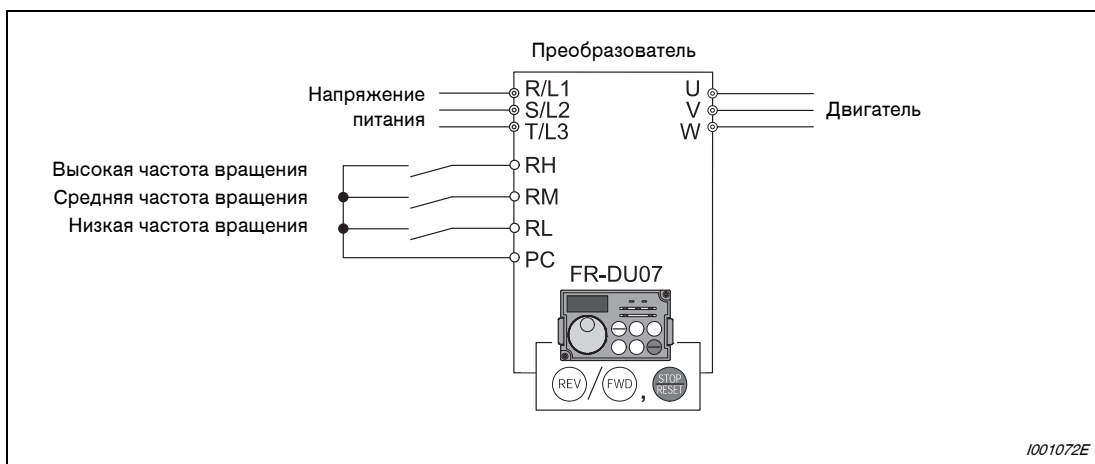 Преобразователь
Напряжение
питания
R/L1
S/L2
T/L3
U
V
W
Двигатель
Высокая частота вращения
RH
Средняя частота вращения
RM
Низкая частота вращения
RL
PC
FR-DU07
REV / FWD , STOP
RESET
I001072E